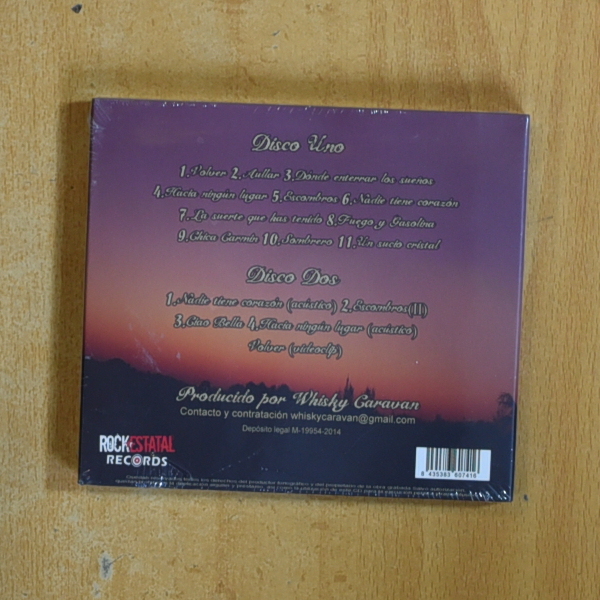 Disco Uno
1.Volver 2.Aullar 3.Dónde enterrar los sueños
4.Hacia ningún lugar 5.Escombros 6.Nadie tiene corazón
7.La suerte que has tenido 8.Fuego y Gasolina
9.Chica Carmín 10.Sombrero 11.Un sucio cristal
Disco Dos
1.Nadie tiene corazón (acústico) 2.Escombros(II)
3.Ciao Bella 4.Hacia ningún lugar (acústico)
Volver (videoclip)
Producido por Whisky Caravan
Contacto y contratación whiskycaravan@gmail.com
Depósito legal M-19954-2014
ROCKESTATAL
RECORDS
8 435383 607416